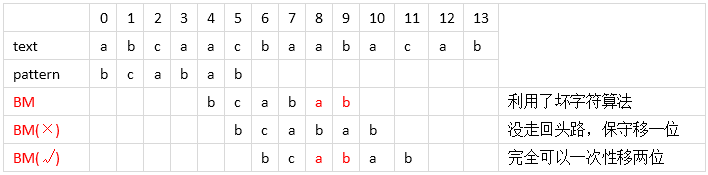 0 1 2 3 4 5 6 7 8 9 10 11 12 13
text a b c a a c b a a b a c a b
pattern b c a b a b
BM b c a b a b 利用了坏字符算法
BM(×) b c a b a b 没走回头路，保守移一位
BM(√) b c a b a b 完全可以一次性移两位